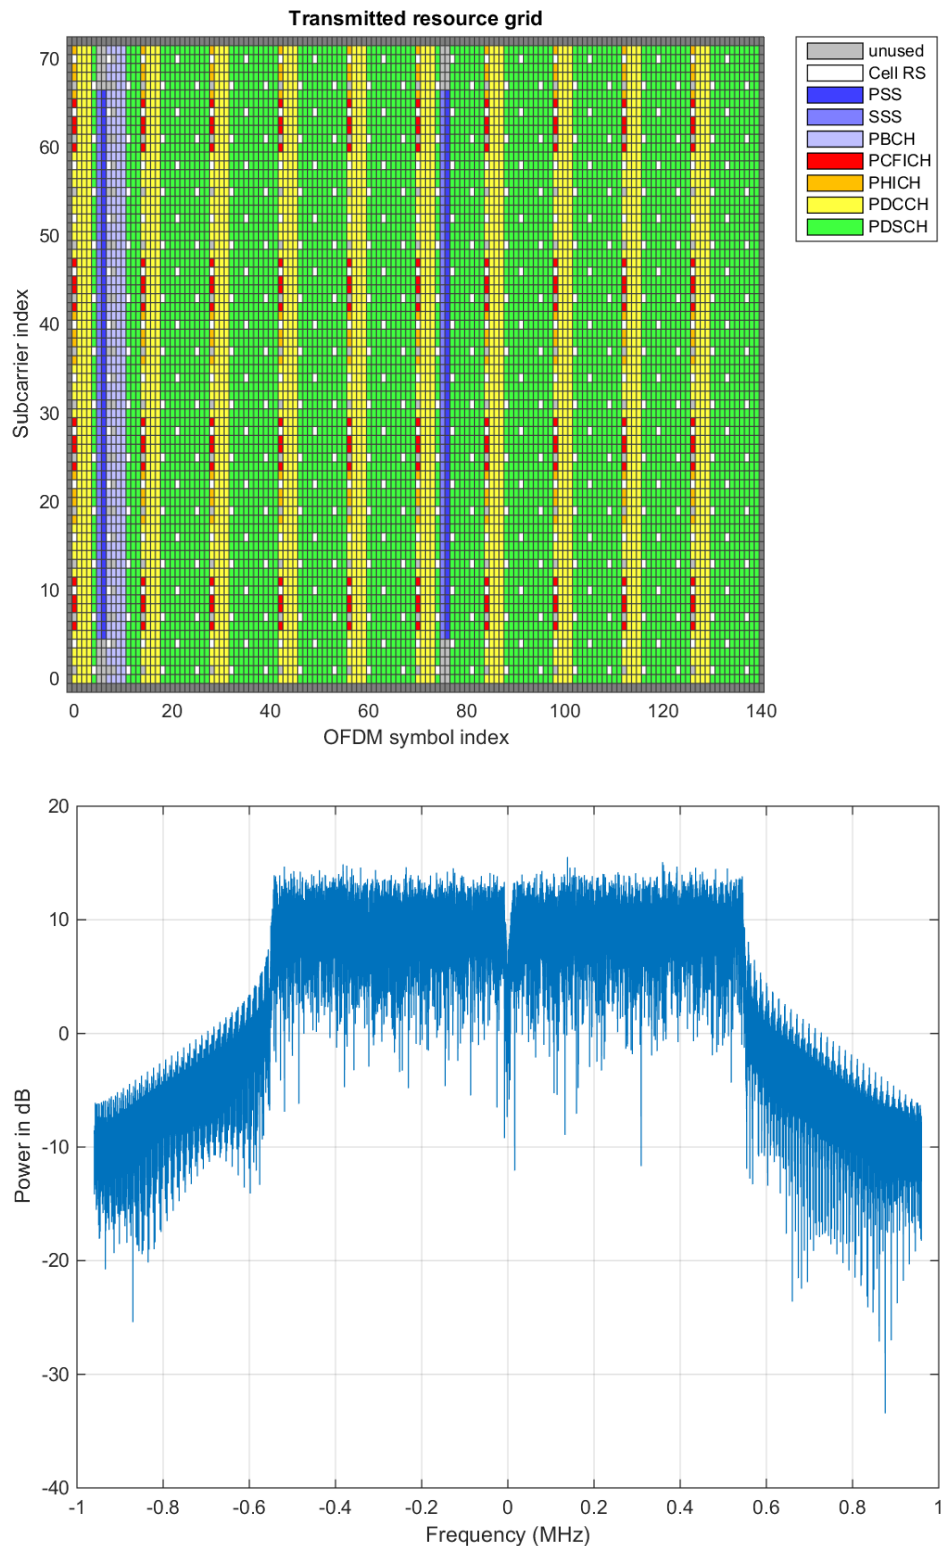 Transmitted resource grid
unused
Cell RS
PSS
SSS
PBCH
PCFICH
PHICH
PDCCH
PDSCH
Subcarrier index
70
60
50
40
30
20
10
0
0 20 40 60 80 100 120 140
OFDM symbol index
Power in dB
20
10
0
-10
-20
-30
-40
-1 -0.8 -0.6 -0.4 -0.2 0 0.2 0.4 0.6 0.8 1
Frequency (MHz)